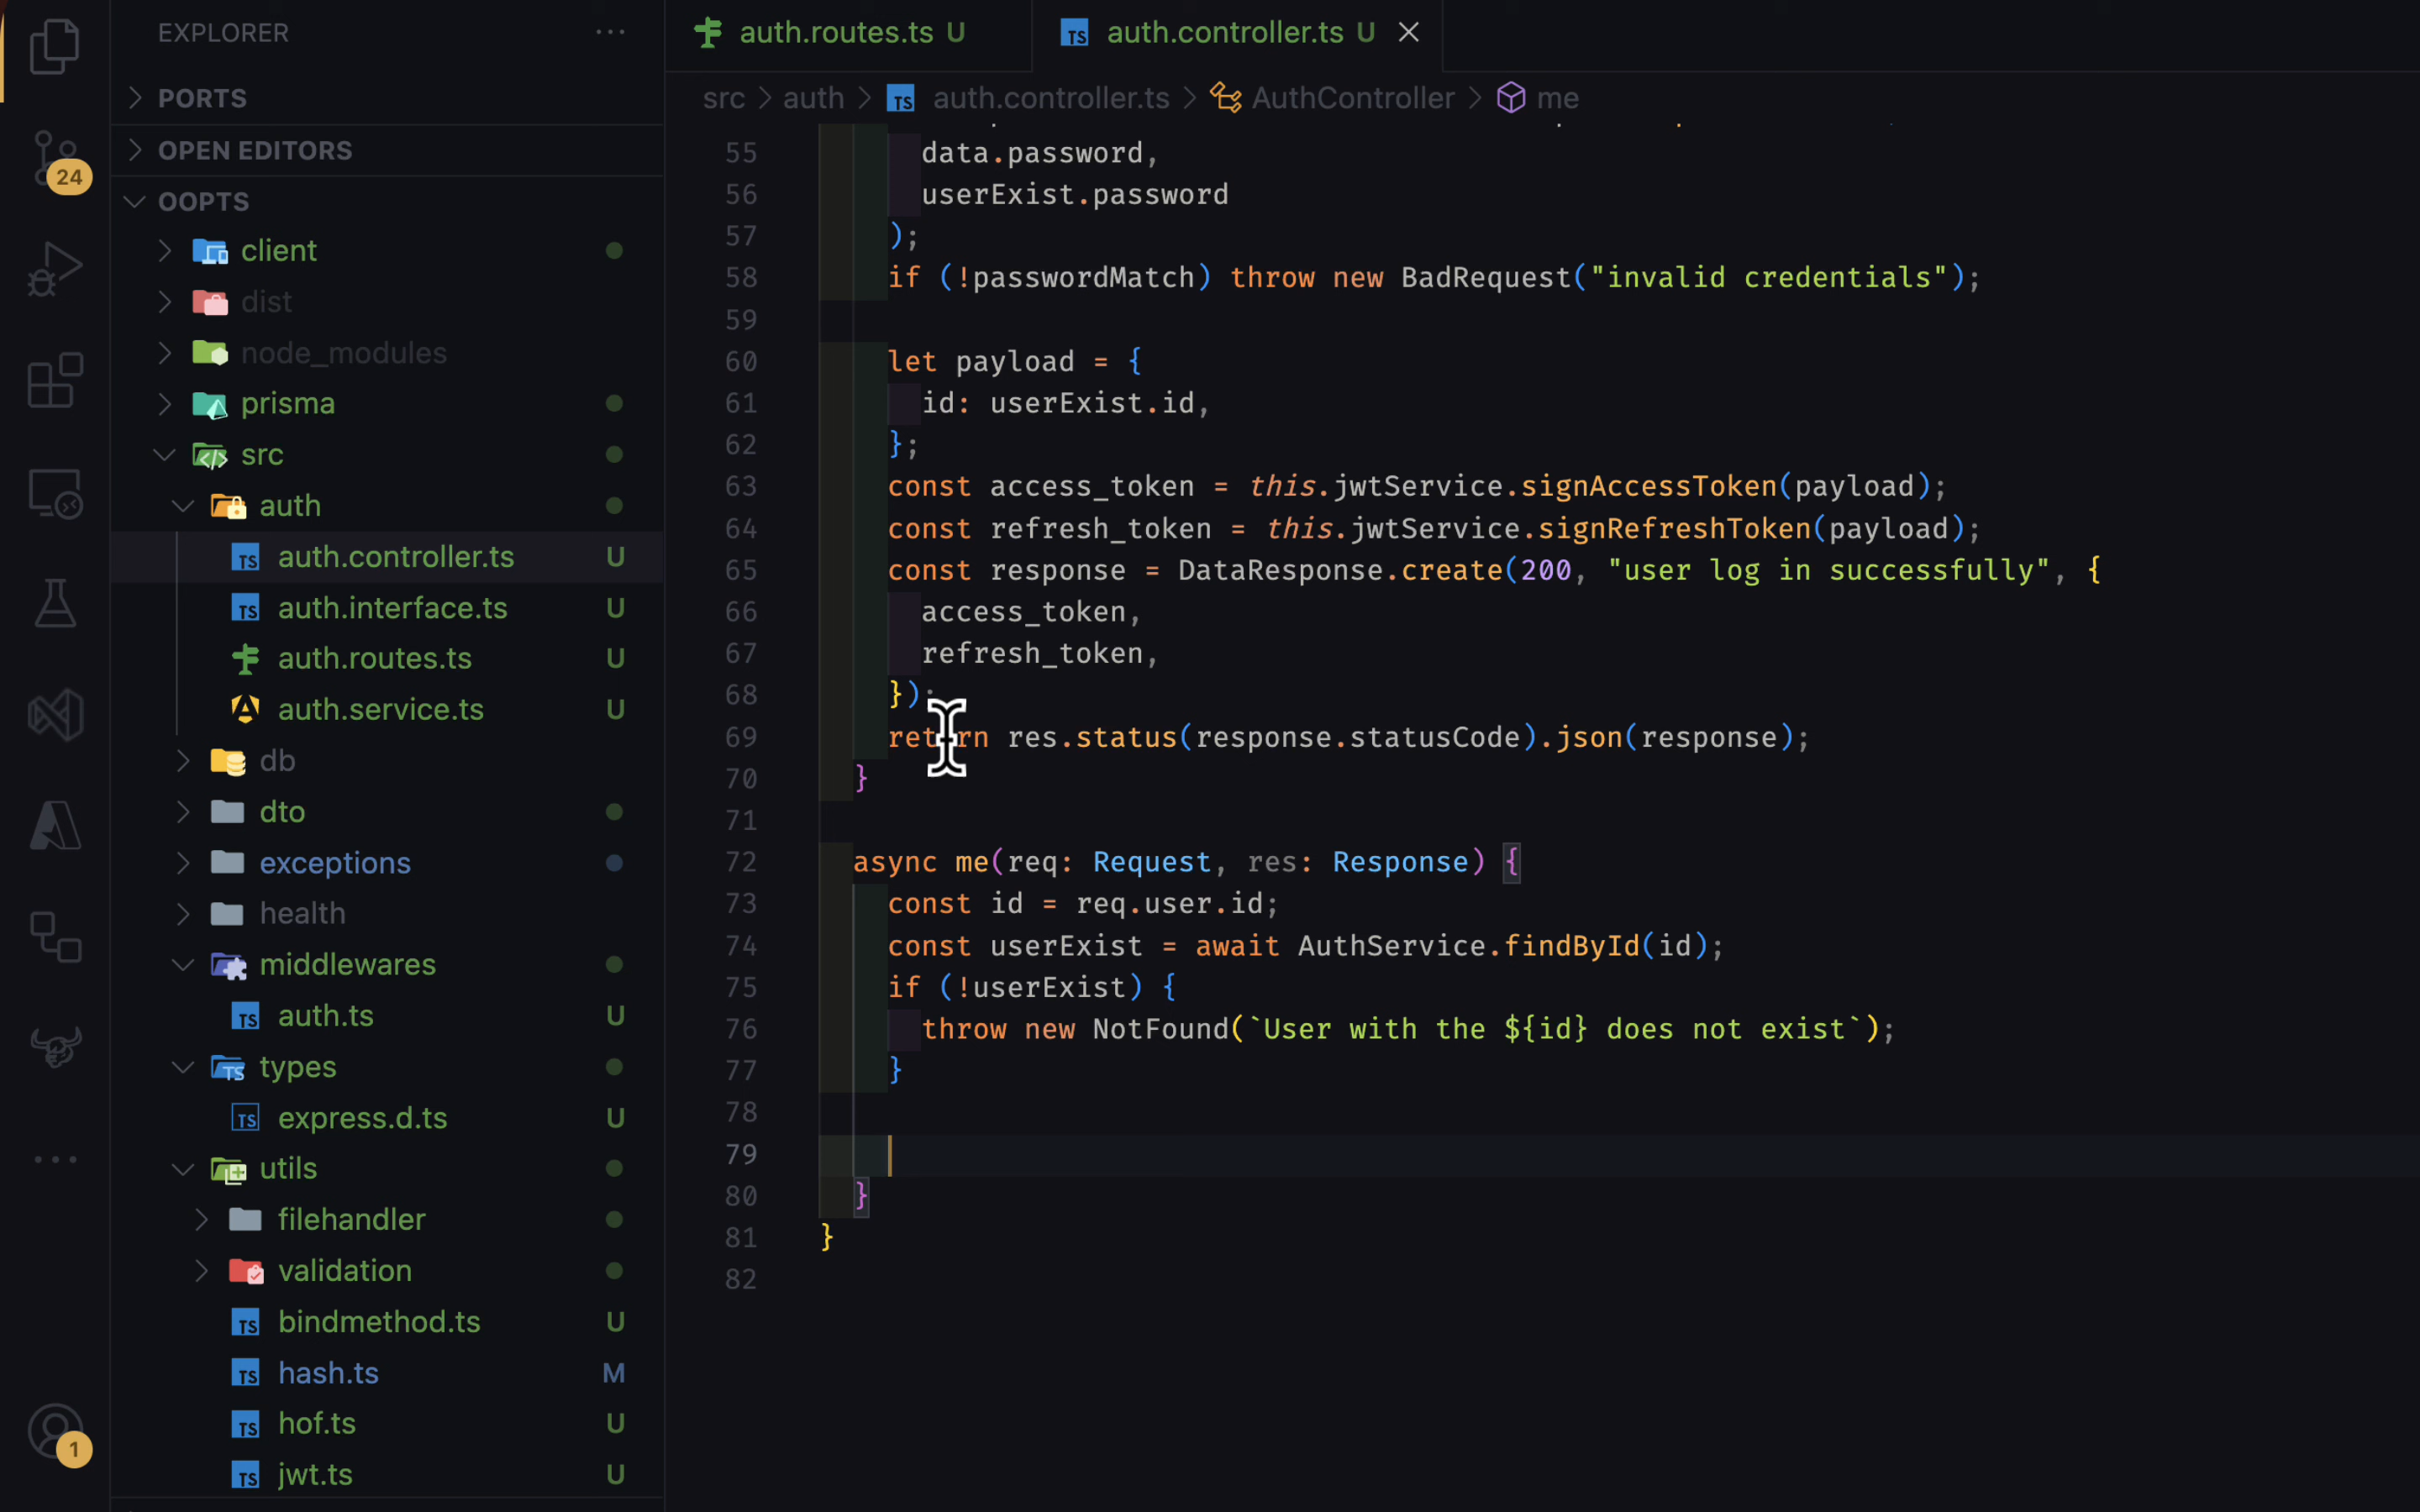 EXPLORER
PORTS
OPEN EDITORS
OOPTS
client
dist
node_modules
prisma
src
auth
auth.controller.ts U
auth.interface.ts U
auth.routes.ts U
auth.service.ts U
db
dto
exceptions
health
middlewares
auth.ts U
types
express.d.ts U
utils
filehandler
validation
bindmethod.ts U
hash.ts M
hof.ts U
jwt.ts U
24
1
auth.routes.ts U
auth.controller.ts U
src > auth > TS auth.controller.ts > AuthController > me
55 data.password,
56 userExist.password
57 );
58 if (!passwordMatch) throw new BadRequest("invalid credentials");
59
60 let payload = {
61 id: userExist.id,
62 };
63 const access_token = this.jwtService.signAccessToken(payload);
64 const refresh_token = this.jwtService.signRefreshToken(payload);
65 const response = DataResponse.create(200, "user log in successfully", {
66 access_token,
67 refresh_token,
68 });
69 return res.status(response.statusCode).json(response);
70 }
71
72 async me(req: Request, res: Response) {
73 const id = req.user.id;
74 const userExist = await AuthService.findById(id);
75 if (!userExist) {
76 throw new NotFound(`User with the ${id} does not exist`);
77 }
78
79
80 }
81 }
82